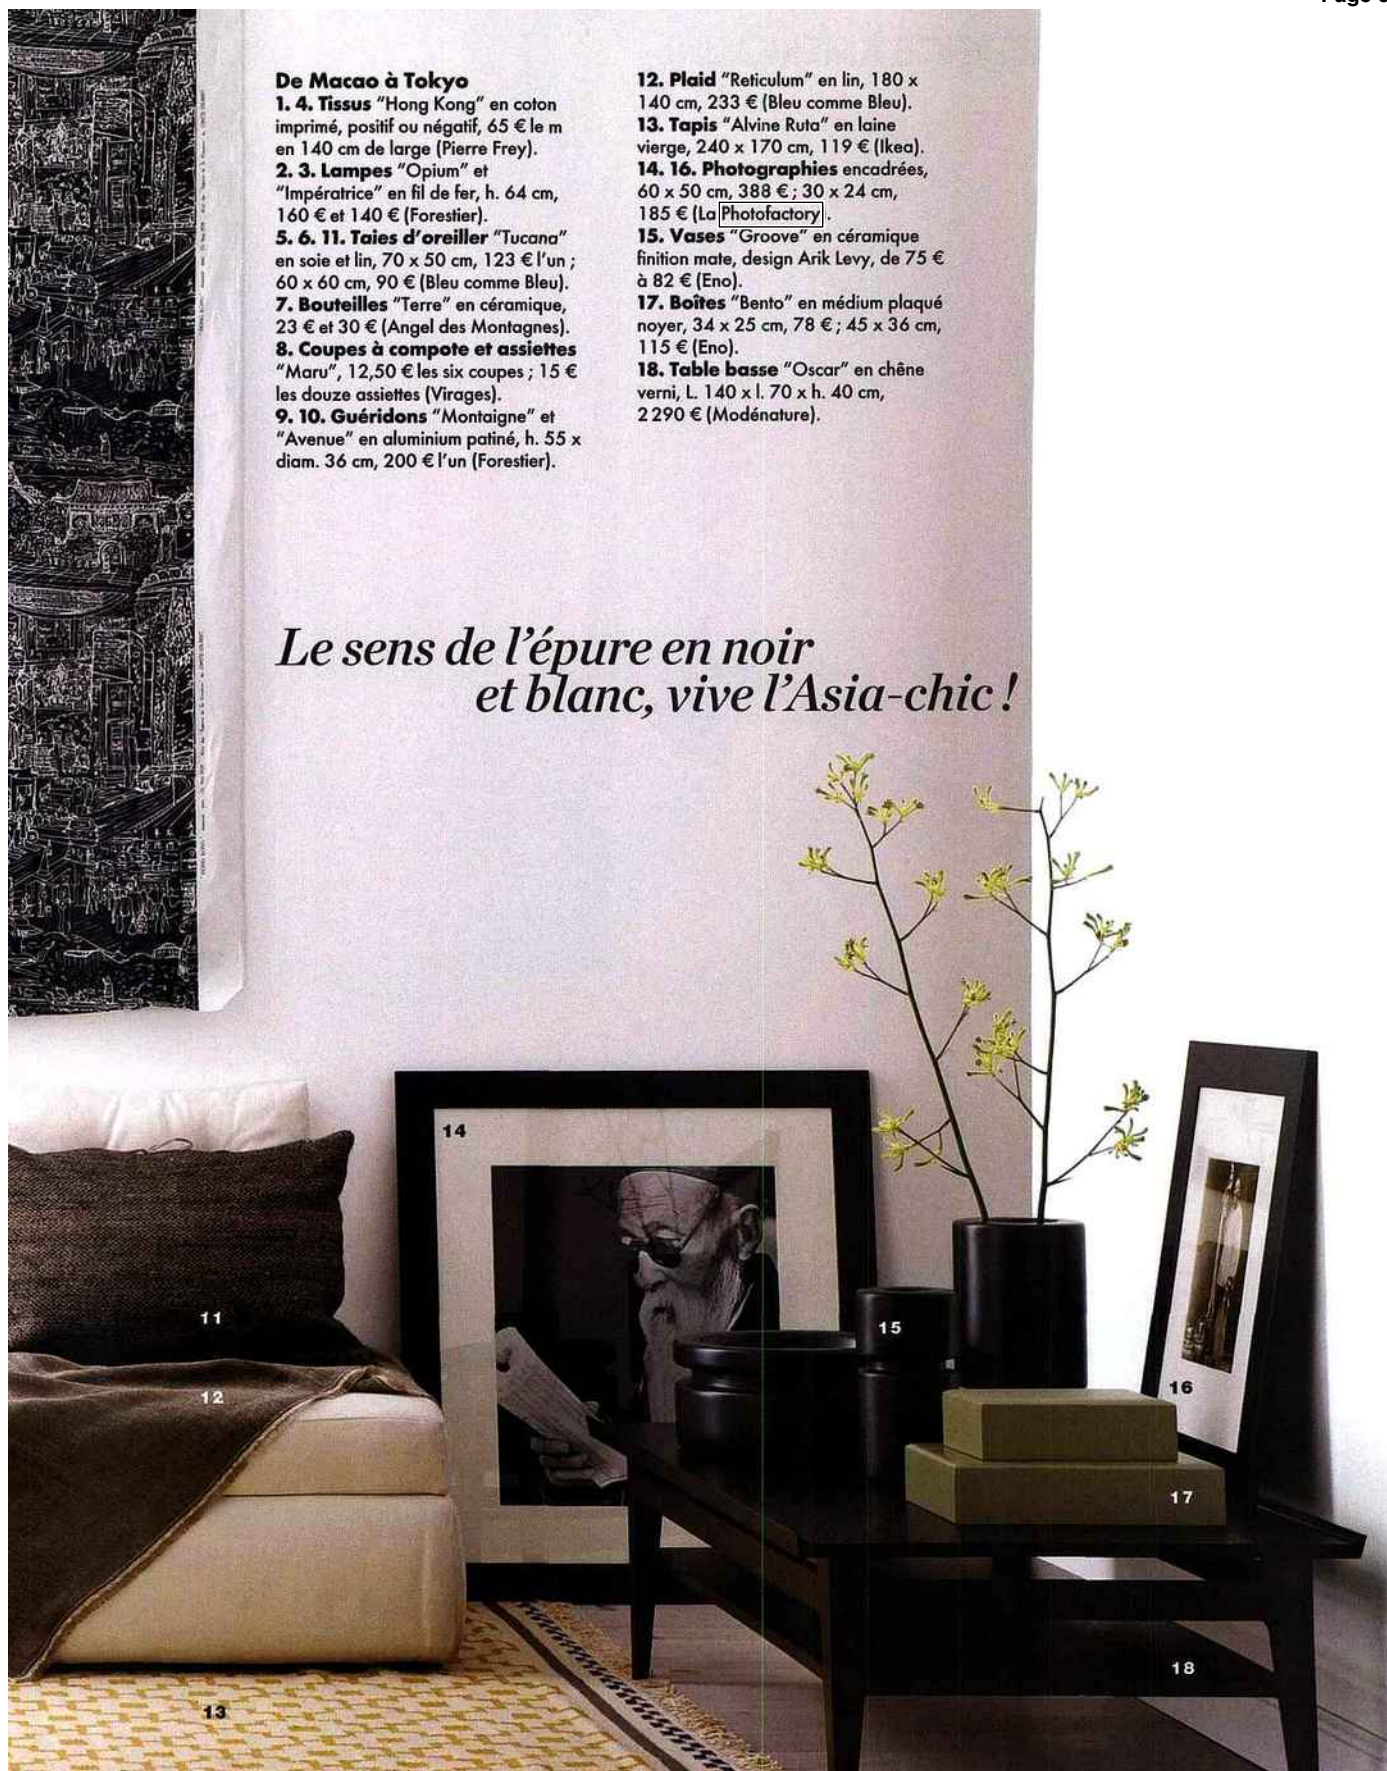 Page
De Macao à Tokyo
1. 4. Tissus “Hong Kong” en coton
imprimé, positif ou négatif, 65 € le m
en 140 cm de large (Pierre Frey).
2. 3. Lampes “Opium” et
“Impératrice” en fil de fer, h. 64 cm,
160 € et 140 € (Forestier).
5. 6. 11. Taies d’oreiller “Tucana”
en soie et lin, 70 x 50 cm, 123 € l’un ;
60 x 60 cm, 90 € (Bleu comme Bleu).
7. Bouteilles “Terre” en céramique,
23 € et 30 € (Angel des Montagnes).
8. Coupes à compote et assiettes
“Maru”, 12,50 € les six coupes ; 15 €
les douze assiettes (Virages).
9. 10. Guéridons “Montaigne” et
“Avenue” en aluminium patiné, h. 55 x
diam. 36 cm, 200 € l’un (Forestier).
12. Plaid “Reticulum” en lin, 180 x
140 cm, 233 € (Bleu comme Bleu).
13. Tapis “Alvine Ruta” en laine
vierge, 240 x 170 cm, 119 € (Ikea).
14. 16. Photographies encadrées,
60 x 50 cm, 388 € ; 30 x 24 cm,
185 € (La Photofactory).
15. Vases “Groove” en céramique
finition mate, design Arik Levy, de 75 €
à 82 € (Eno).
17. Boîtes “Bento” en médium plaqué
noyer, 34 x 25 cm, 78 € ; 45 x 36 cm,
115 € (Eno).
18. Table basse “Oscar” en chêne
verni, L. 140 x l. 70 x h. 40 cm,
2 290 € (Modénature).
Le sens de l’épure en noir
et blanc, vive l’Asia-chic !
14
11
15
12
16
17
18
13